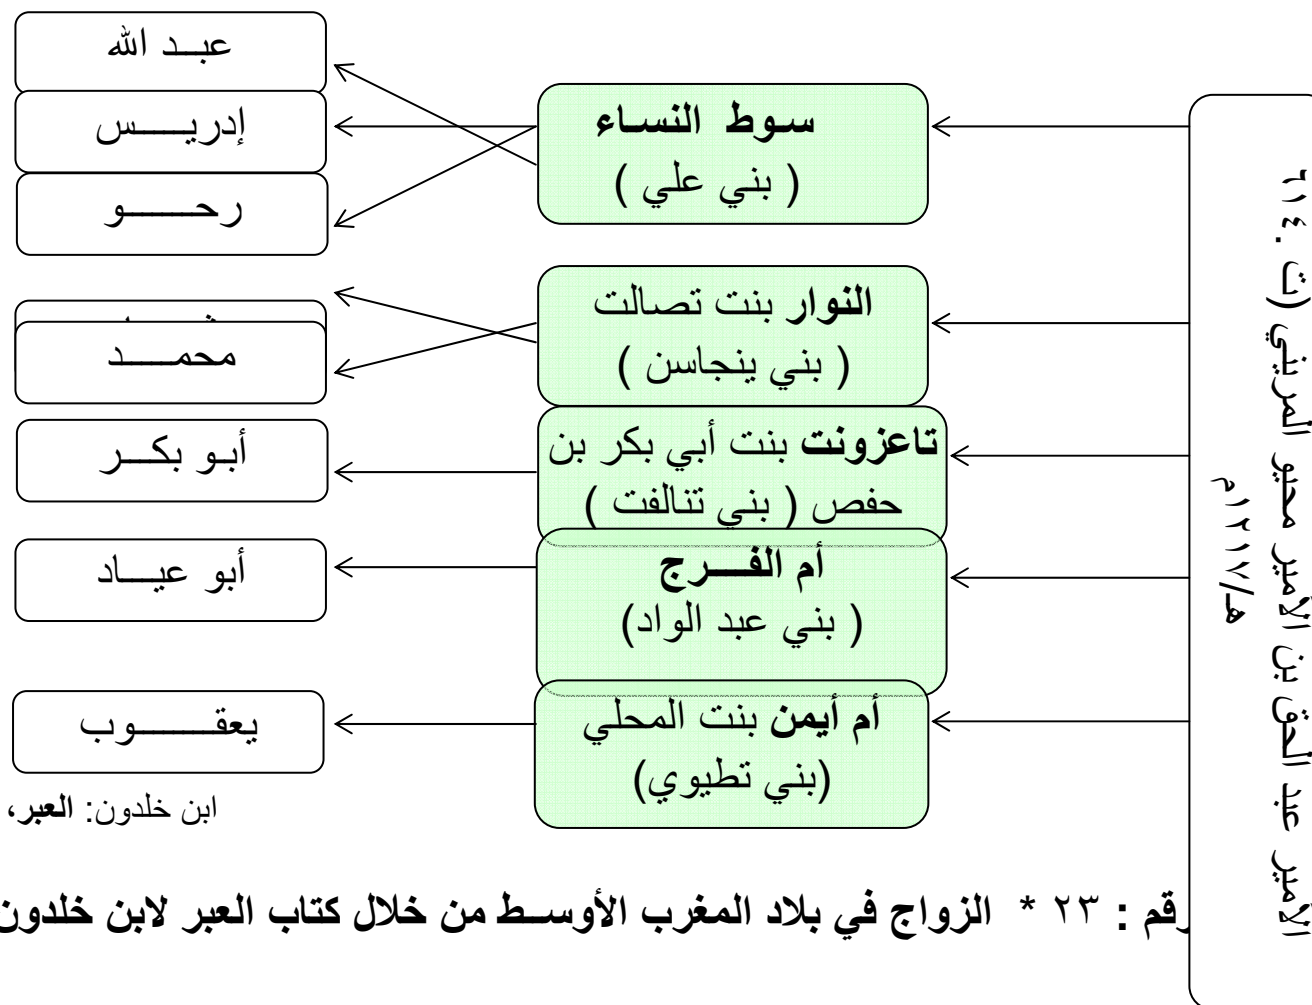 الأمير عبد الحق بن الأمير محيو المريني (ت .٦١٤
هـ/١٢١٧م
سوط النساء
( بني علي )
عبد الله
إدريس
رحو
النوار بنت تصالت
( بني ينجاسن )
محمد
تاعزونت بنت أبي بكر بن
حفص ( بني تنالفت )
أبو بكر
أم الفرج
( بني عبد الواد)
أبو عياد
أم أيمن بنت المحلي
(بني تطيوي)
يعقوب
ابن خلدون: العبر،
رقم : ٢٣ * الزواج في بلاد المغرب الأوسط من خلال كتاب العبر لابن خلدون